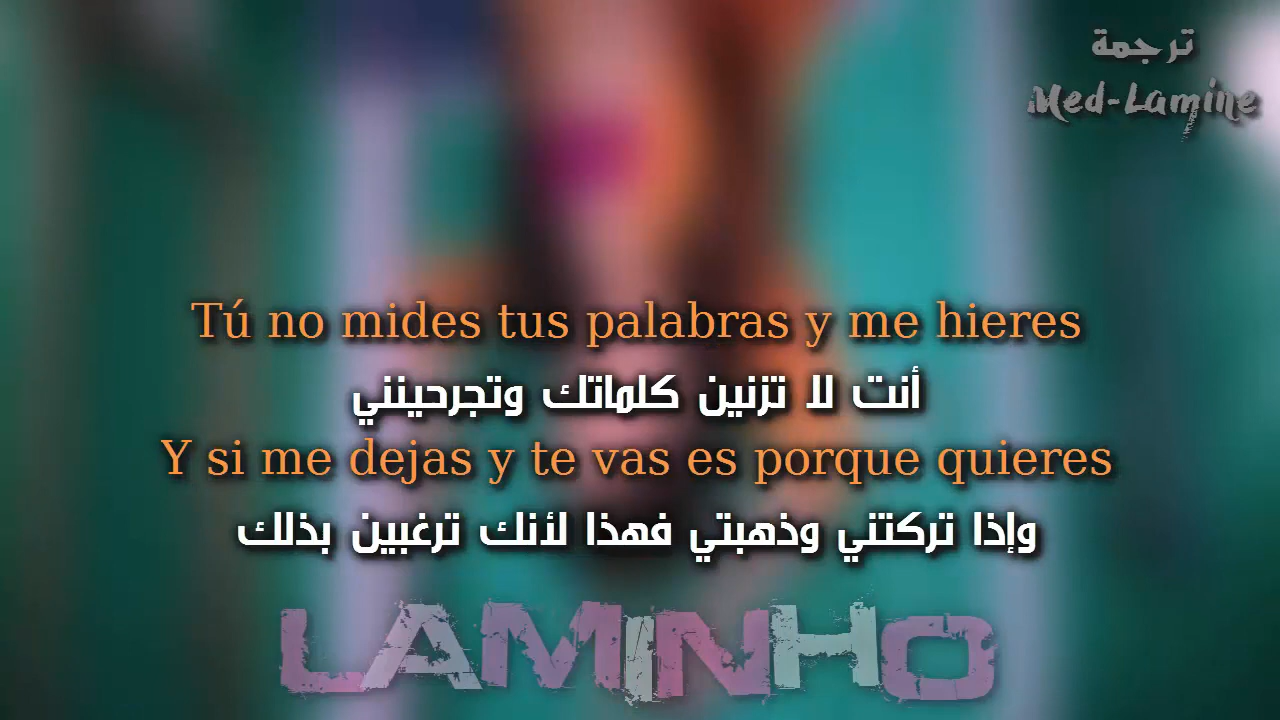 ترجمة
Med-Lamine
Tú no mides tus palabras y me hieres
أنت لا تزنين كلماتك وتجرحينني
Y si me dejas y te vas es porque quieres
وإذا تركتني وذهبتي فهذا لأنك ترغبين بذلك
LAMINHO